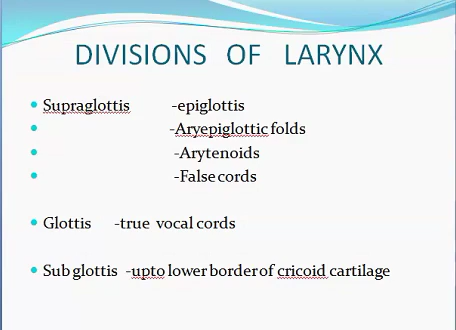 DIVISIONS OF LARYNX
Supraglottis -epiglottis
-Aryepiglottic folds
-Arytenoids
-False cords
Glottis -true vocal cords
Sub glottis -upto lower border of cricoid cartilage